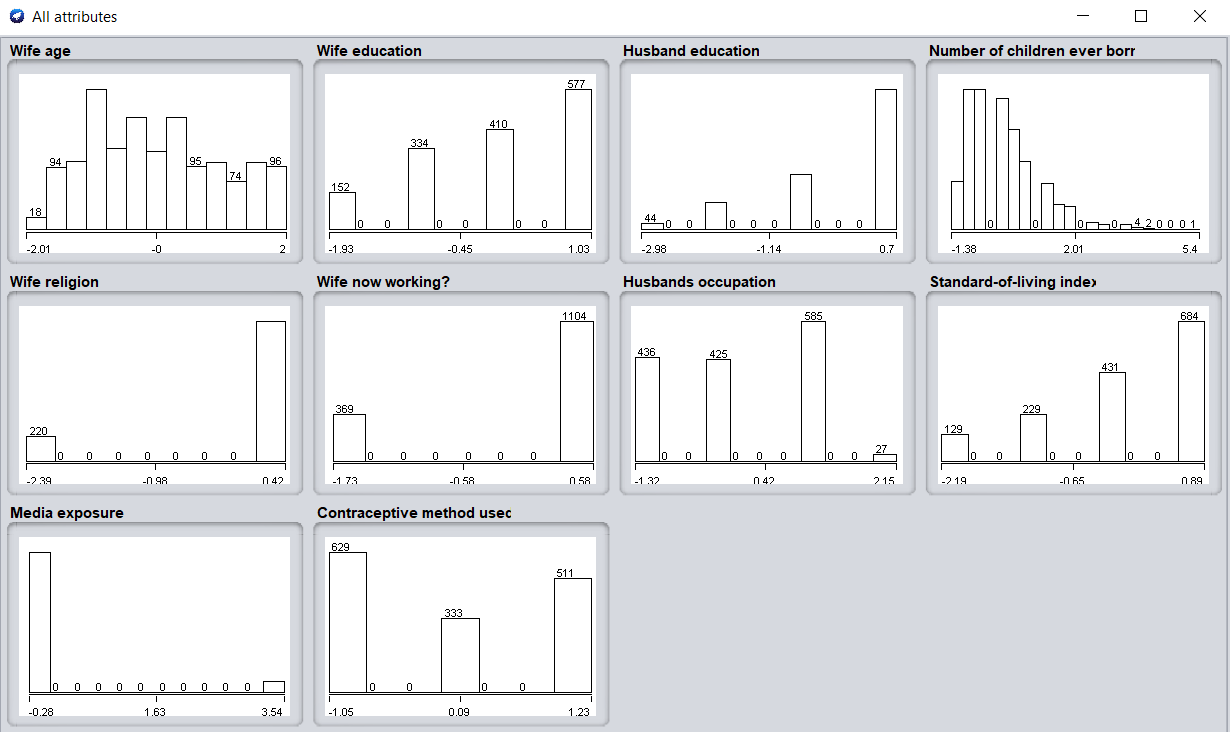 All attributes
Wife age
Wife education
Husband education
Number of children ever borr
18 94 95 74 96
-2.01 -0 2
152 0 0 334 0 0 410 0 0 577
-1.93 -0.45 1.03
44 0 0 0 0 0 0 0 0
-2.98 -1.14 0.7
0 0 0 0 4 2 0 0 0 1
-1.38 2.01 5.4
Wife religion
Wife now working?
Husbands occupation
Standard-of-living index
220 0 0 0 0 0 0 0
-2.39 -0.98 0.42
369 0 0 0 0 0 0 1104
-1.73 -0.58 0.58
436 0 0 425 0 0 0 585 0 0 27
-1.32 0.42 2.15
129 0 0 229 0 0 431 0 0 684
-2.19 -0.65 0.89
Media exposure
Contraceptive method used
0 0 0 0 0 0 0 0 0 0
-0.28 1.63 3.54
629 0 0 333 0 0 511
-1.05 0.09 1.23